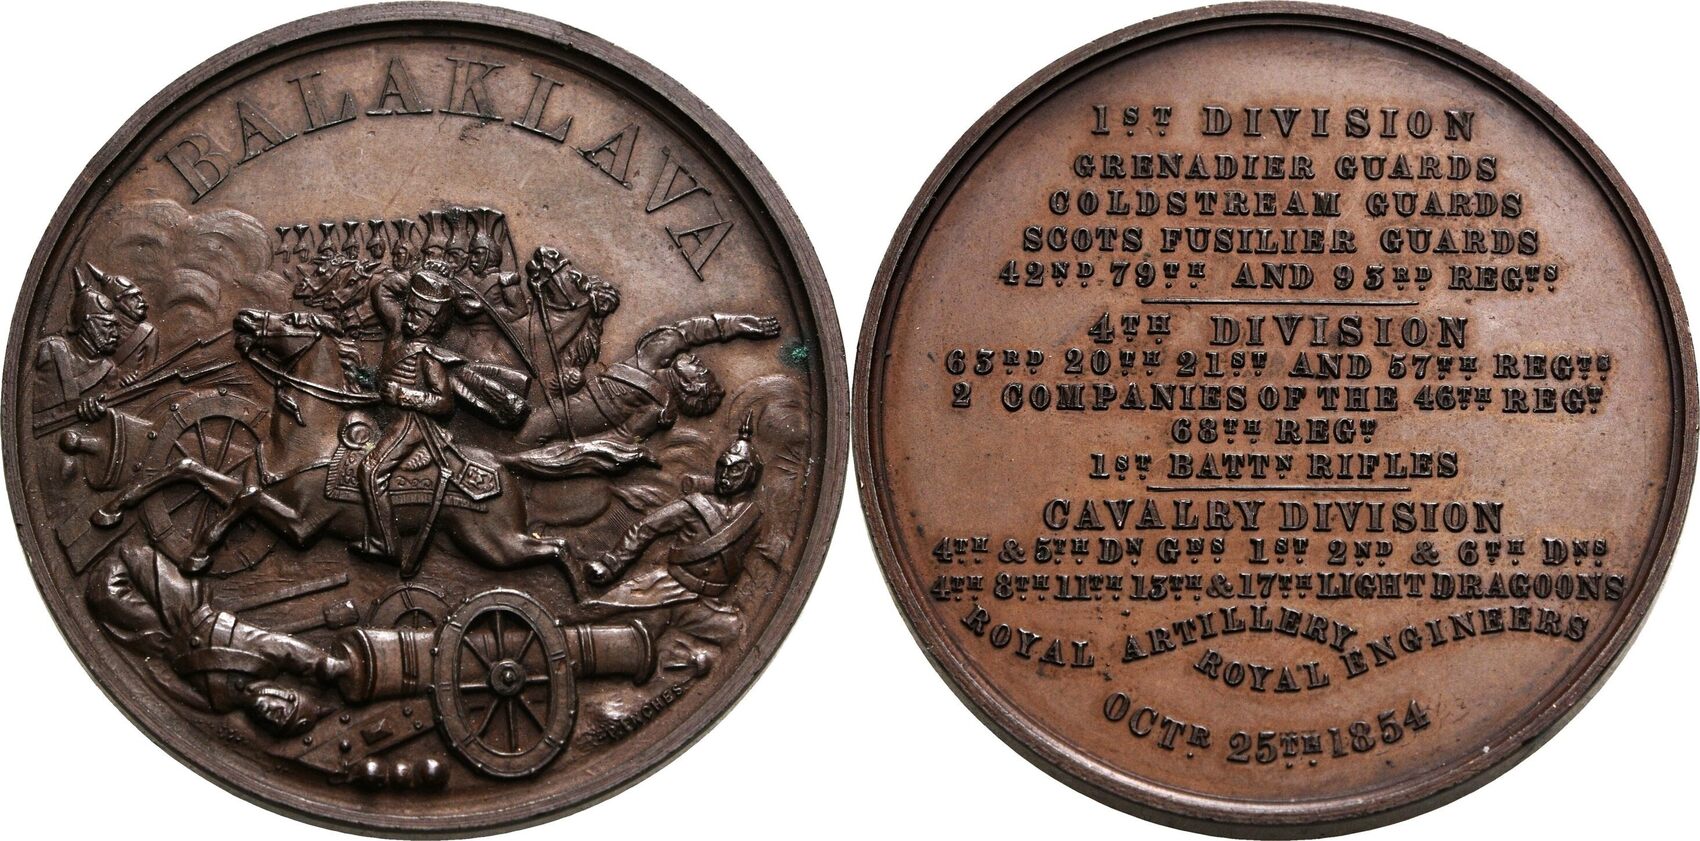 BALAKLAVA
PINCHES.
1ST DIVISION
GRENADIER GUARDS
COLDSTREAM GUARDS
SCOTS FUSILIER GUARDS
42ND 79TH AND 93RD REGTS
4TH DIVISION
63RD 20TH 21ST AND 57TH REGTS
2 COMPANIES OF THE 46TH REGT
68TH REGT
1ST BATTN RIFLES
CAVALRY DIVISION
4TH & 5TH DN GDS 1ST 2ND & 6TH DNS
4TH 8TH 11TH 13TH & 17TH LIGHT DRAGOONS
ROYAL ARTILLERY
ROYAL ENGINEERS
OCTR 25TH 1854